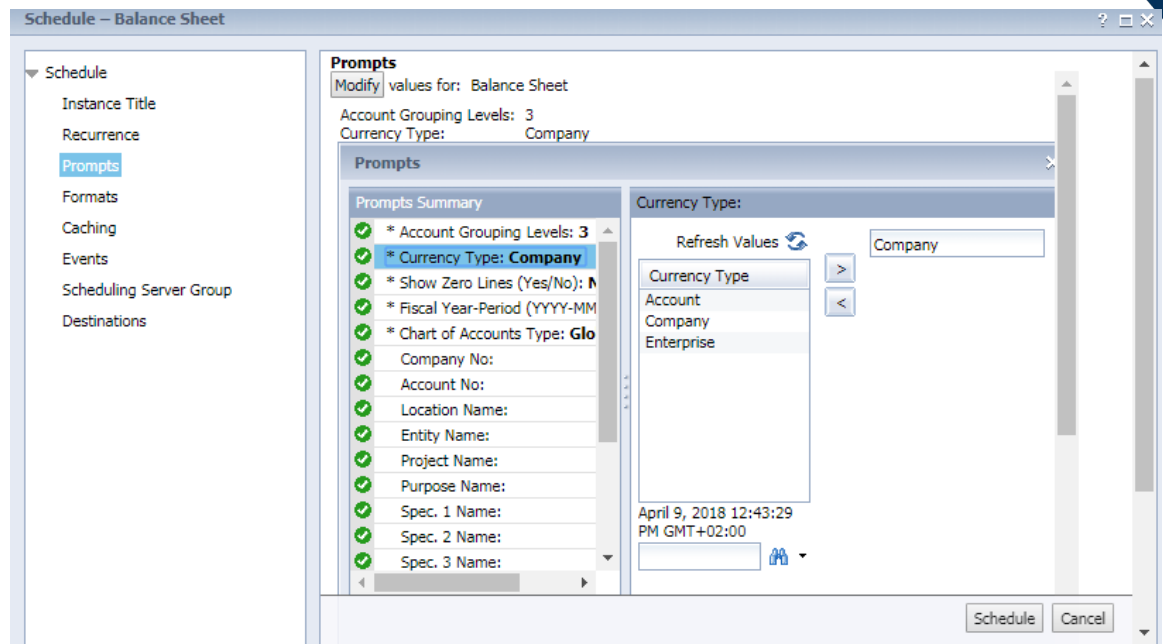 Schedule – Balance Sheet
?
Schedule
Instance Title
Recurrence
Prompts
Formats
Caching
Events
Scheduling Server Group
Destinations
Prompts
Modify values for: Balance Sheet
Account Grouping Levels: 3
Currency Type: Company
Prompts
Prompts Summary
* Account Grouping Levels: 3
* Currency Type: Company
* Show Zero Lines (Yes/No): N
* Fiscal Year-Period (YYYY-MM
* Chart of Accounts Type: Glo
Company No:
Account No:
Location Name:
Entity Name:
Project Name:
Purpose Name:
Spec. 1 Name:
Spec. 2 Name:
Spec. 3 Name:
Currency Type:
Refresh Values
Currency Type
Account
Company
Enterprise
April 9, 2018 12:43:29
PM GMT+02:00
>
<
Company
Schedule
Cancel